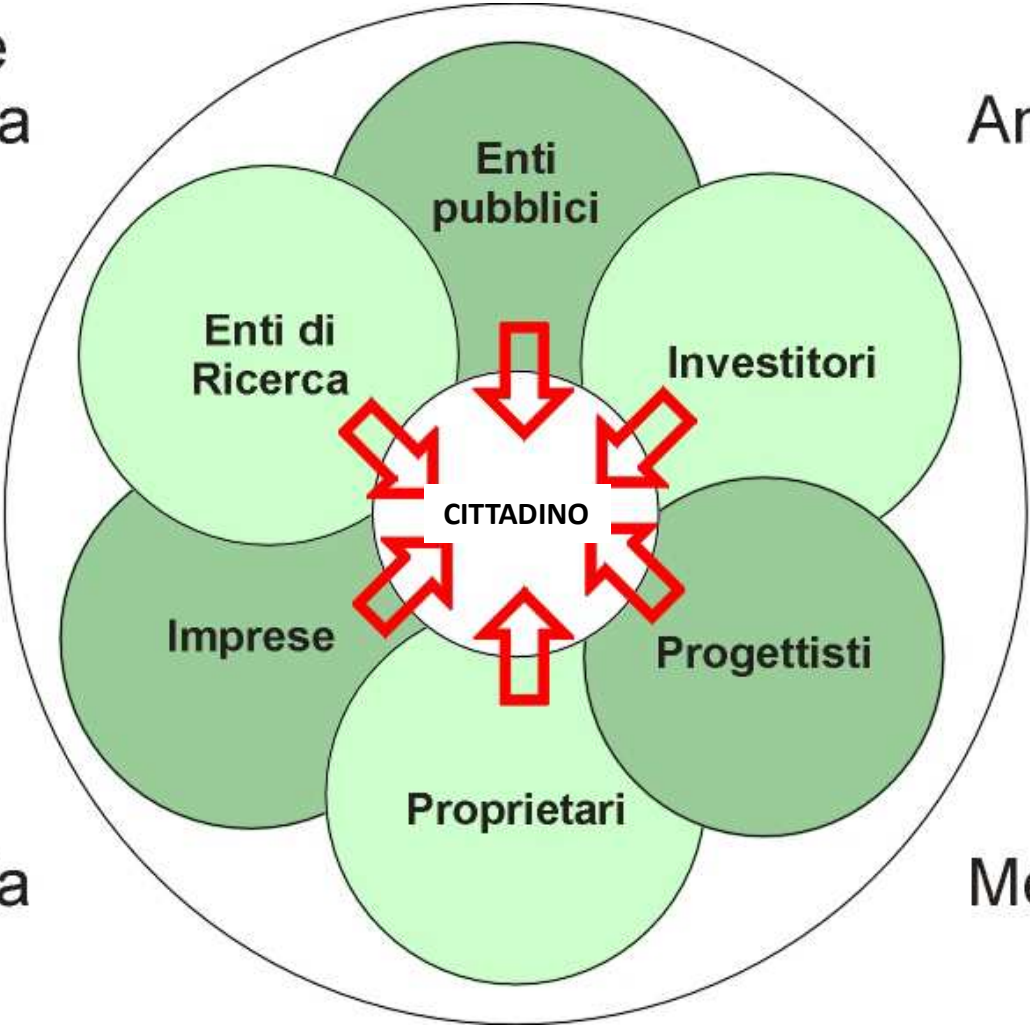 Enti
pubblici
Enti di
Ricerca
Investitori
CITTADINO
Imprese
Progettisti
Proprietari